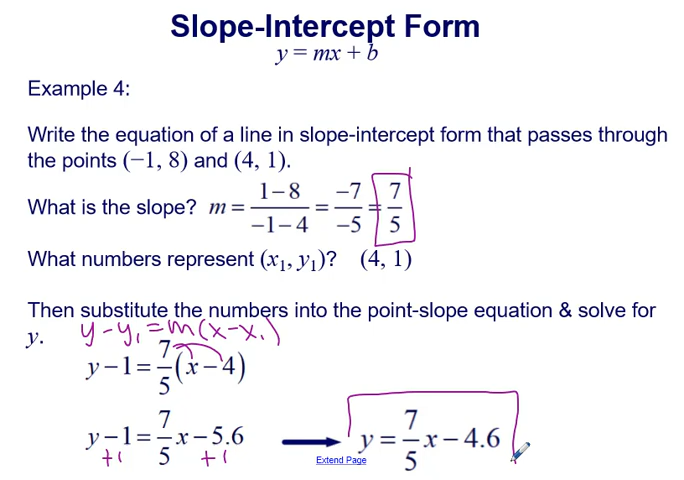 Slope-Intercept Form
y = mx + b
Example 4:
Write the equation of a line in slope-intercept form that passes through
the points (−1, 8) and (4, 1).
What is the slope? m = (1 − 8)/(−1 − 4) = −7/−5 = 7/5
What numbers represent (x₁, y₁)? (4, 1)
Then substitute the numbers into the point-slope equation & solve for
y. y − y₁ = m(x − x₁)
y − 1 = 7/5 (x − 4)
y − 1 = 7/5 x − 5.6 y = 7/5 x − 4.6
+1 +1
Extend Page